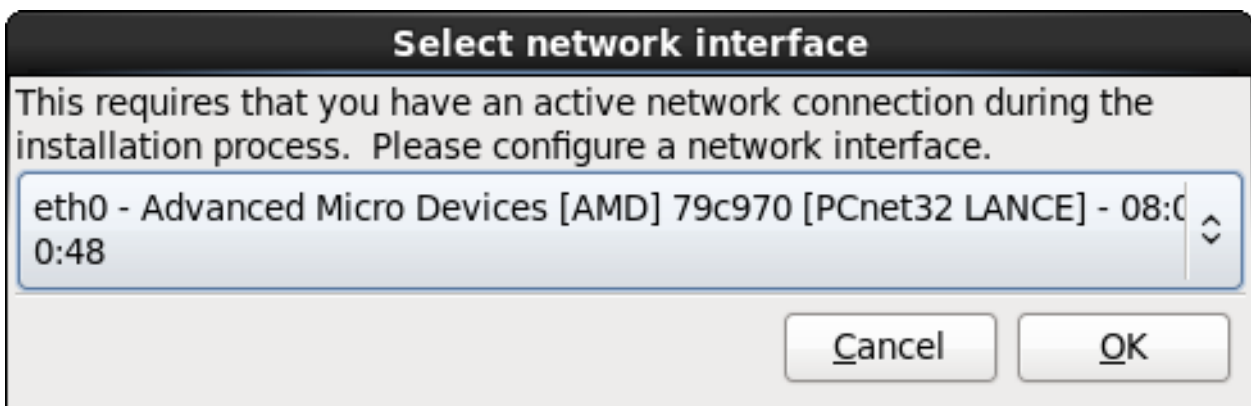 Select network interface
This requires that you have an active network connection during the
installation process.  Please configure a network interface.
eth0 - Advanced Micro Devices [AMD] 79c970 [PCnet32 LANCE] - 08:0
0:48
Cancel
OK